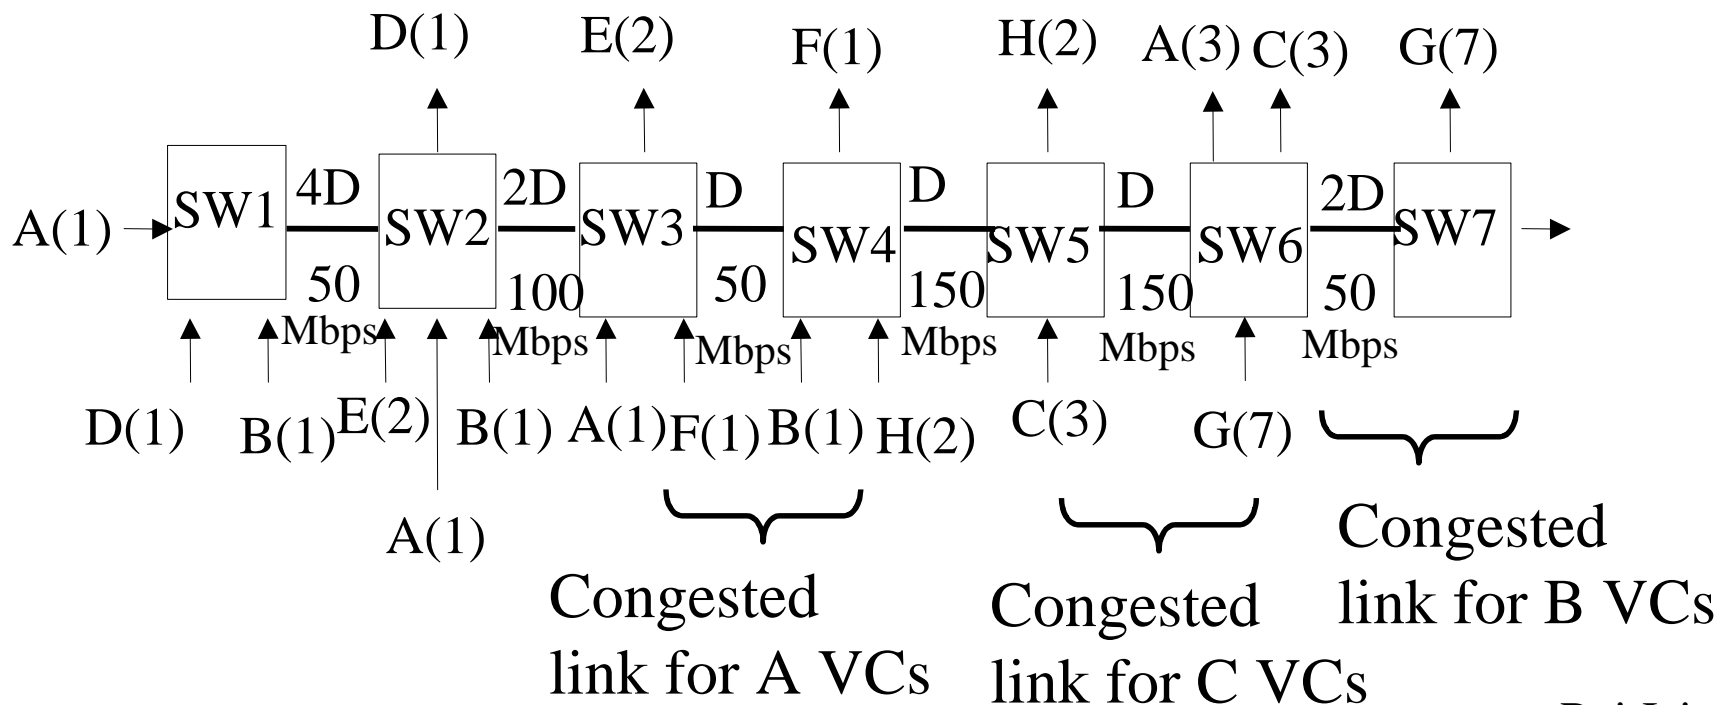 D(1) E(2) F(1) H(2) A(3) C(3) G(7)
4D 2D D D D 2D
A(1) SW1 SW2 SW3 SW4 SW5 SW6 SW7
50 100 50 150 150 50
Mbps Mbps Mbps Mbps Mbps Mbps
D(1) B(1) E(2) B(1) A(1) F(1) B(1) H(2) C(3) G(7)
A(1)
Congested
link for A VCs
Congested
link for C VCs
Congested
link for B VCs